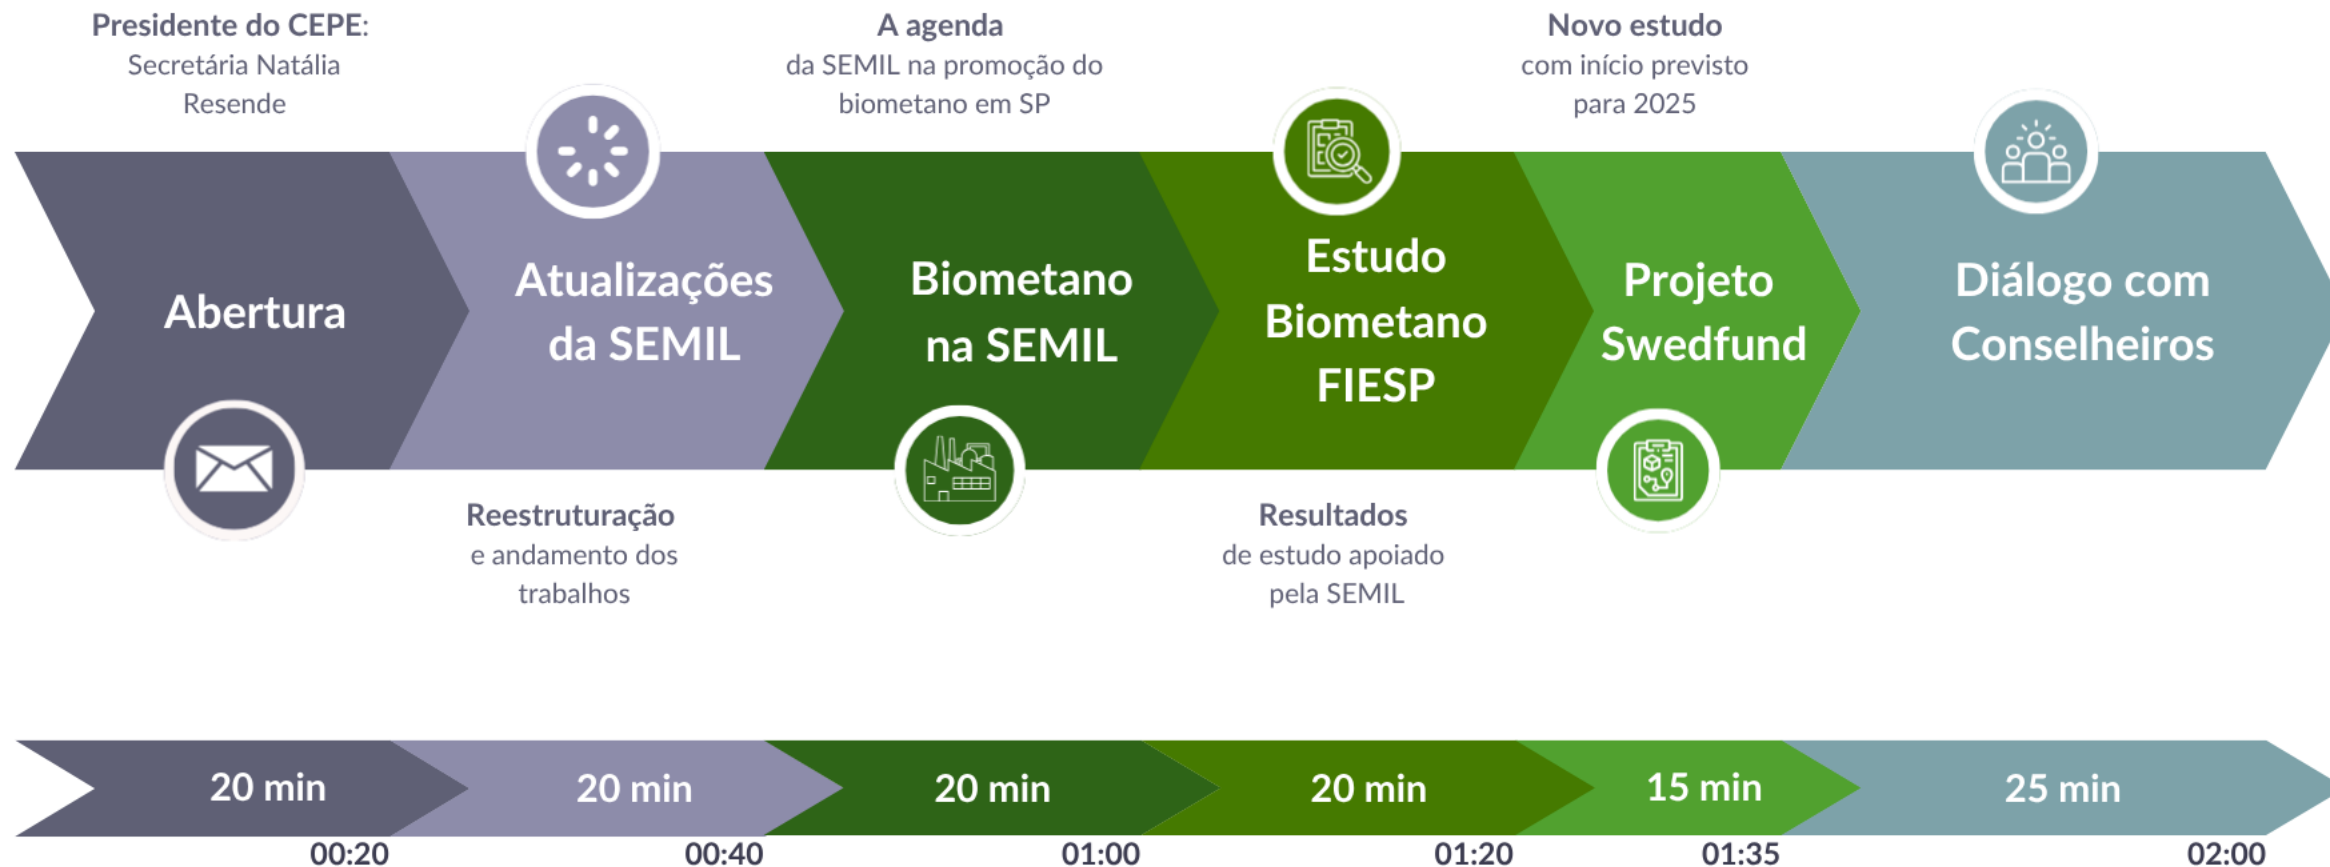 Presidente do CEPE:
Secretária Natália
Resende
A agenda
da SEMIL na promoção do
biometano em SP
Novo estudo
com início previsto
para 2025
Abertura
Atualizações
da SEMIL
Biometano
na SEMIL
Estudo
Biometano
FIESP
Projeto
Swedfund
Diálogo com
Conselheiros
Reestruturação
e andamento dos
trabalhos
Resultados
de estudo apoiado
pela SEMIL
20 min
20 min
20 min
20 min
15 min
25 min
00:20
00:40
01:00
01:20
01:35
02:00